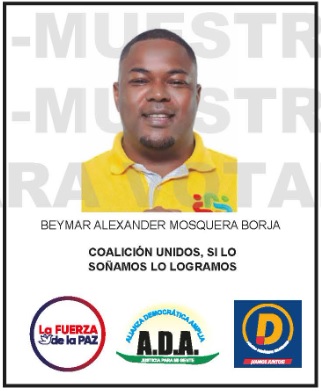 -MUESTR
-MUESTR
RA VOTA
BEYMAR ALEXANDER MOSQUERA BORJA
COALICIÓN UNIDOS, SI LO
SOÑAMOS LO LOGRAMOS
La FUERZA
de la PAZ
ALIANZA DEMOCRÁTICA AMPLIA
A.D.A.
D